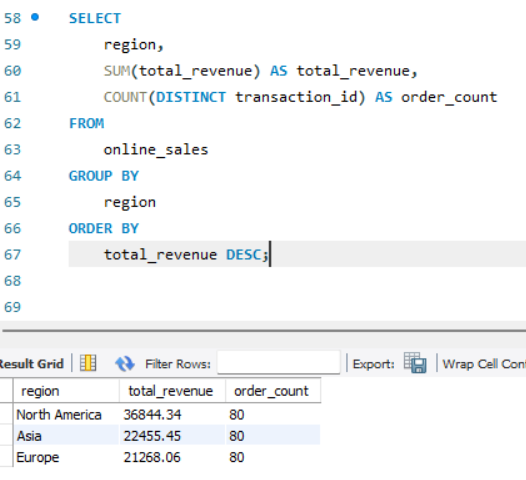 58 SELECT
59 region,
60 SUM(total_revenue) AS total_revenue,
61 COUNT(DISTINCT transaction_id) AS order_count
62 FROM
63 online_sales
64 GROUP BY
65 region
66 ORDER BY
67 total_revenue DESC;
68
69
Result Grid Filter Rows: Export: Wrap Cell Con
region total_revenue order_count
North America 36844.34 80
Asia 22455.45 80
Europe 21268.06 80